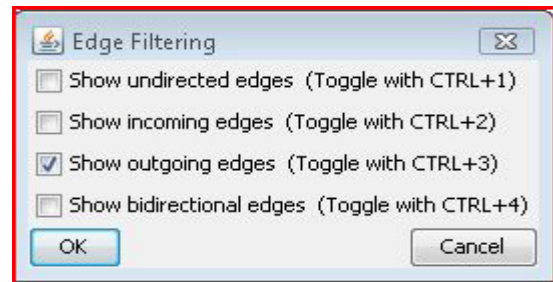 Edge Filtering
Show undirected edges (Toggle with CTRL+1)
Show incoming edges (Toggle with CTRL+2)
Show outgoing edges (Toggle with CTRL+3)
Show bidirectional edges (Toggle with CTRL+4)
OK
Cancel